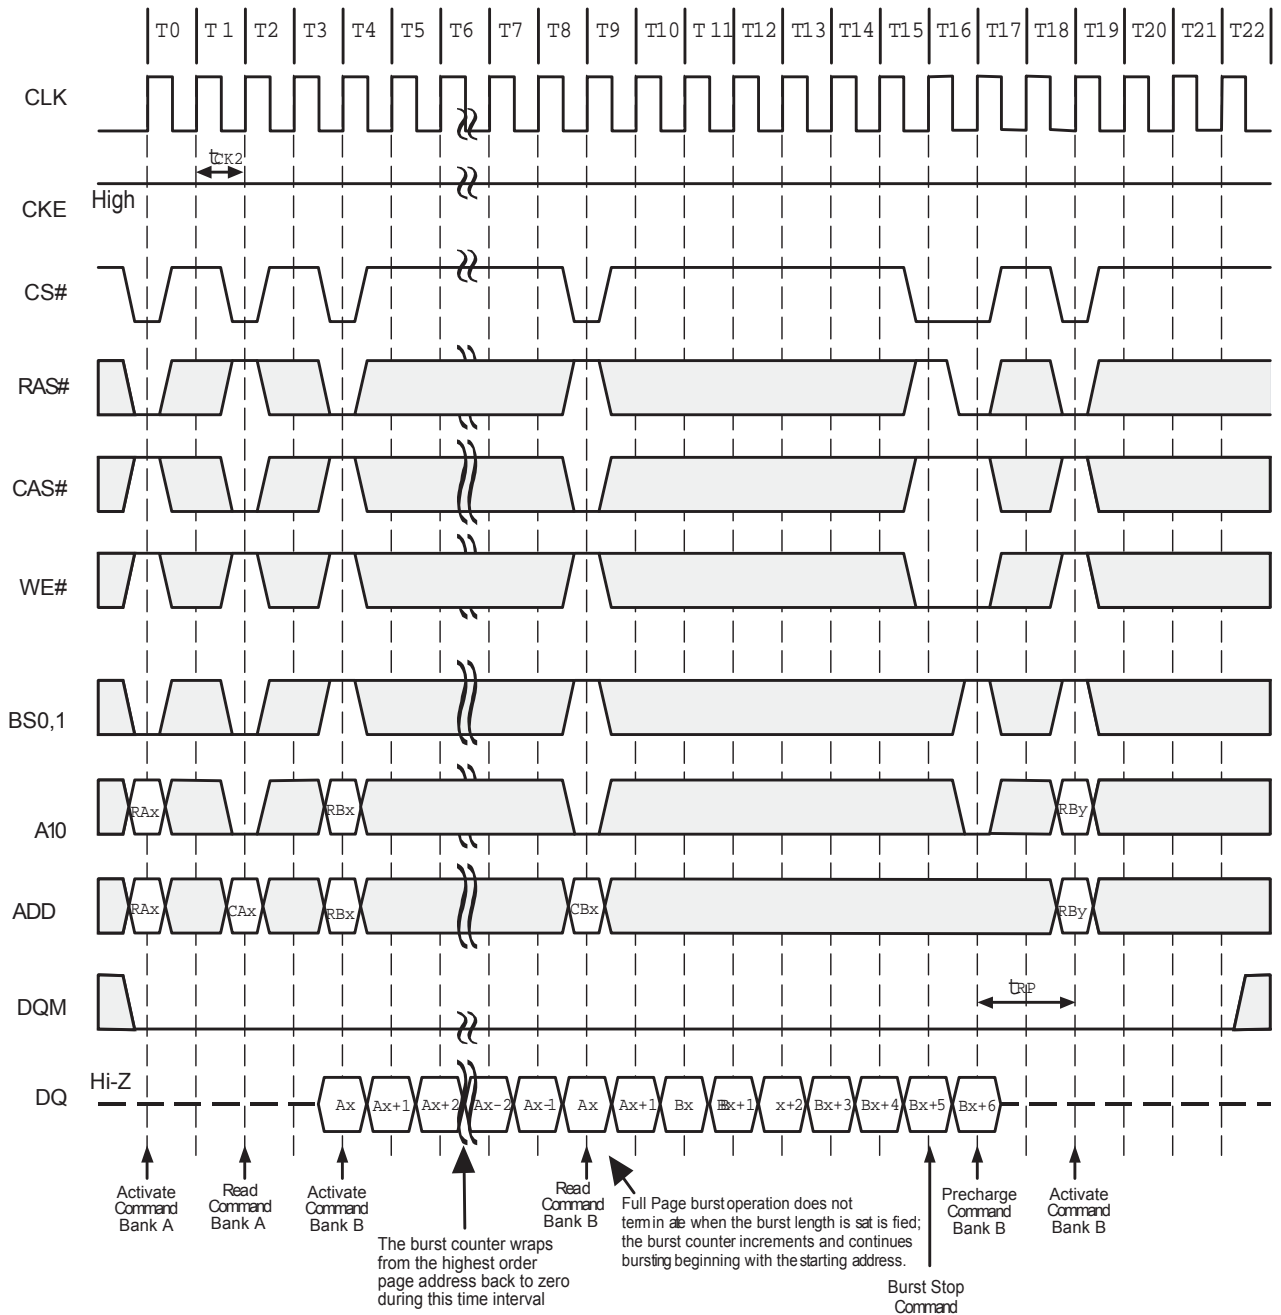 T0 T1 T2 T3 T4 T5 T6 T7 T8 T9 T10 T11 T12 T13 T14 T15 T16 T17 T18 T19 T20 T21 T22
CLK
tCK2
High
CKE
CS#
RAS#
CAS#
WE#
BS0,1
A10
RAx RBx RBy
ADD
RAx CAx RBx CBx RBy
DQM
tRP
Hi-Z
DQ
Ax Ax+1 Ax+2 Ax-2 Ax-1 Ax Ax+1 Bx Bx+1 x+2 Bx+3 Bx+4 Bx+5 Bx+6
Activate
Command
Bank A
Read
Command
Bank A
Activate
Command
Bank B
The burst counter wraps
from the highest order
page address back to zero
during this time interval
Read
Command
Bank B
Full Page burst operation does not
termin ate when the burst length is sat is fied;
the burst counter increments and continues
bursting beginning with the starting address.
Burst Stop
Command
Precharge
Command
Bank B
Activate
Command
Bank B